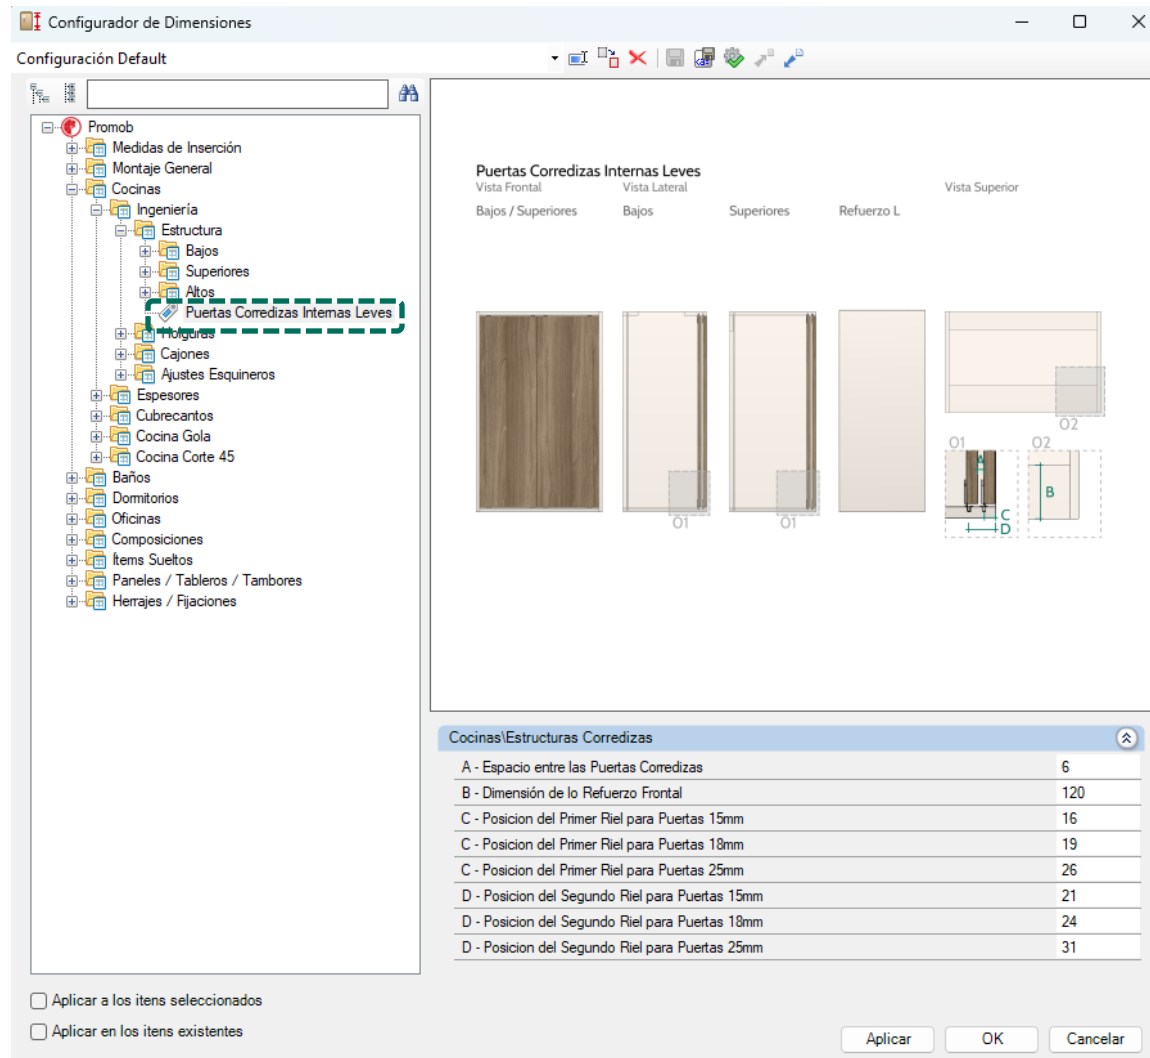 Configurador de Dimensiones
Configuración Default
Promob
Medidas de Inserción
Montaje General
Cocinas
Ingeniería
Estructura
Bajos
Superiores
Altos
Puertas Corredizas Internas Leves
Holguras
Cajones
Ajustes Esquineros
Espesores
Cubrecantos
Cocina Gola
Cocina Corte 45
Baños
Dormitorios
Oficinas
Composiciones
Ítems Sueltos
Paneles / Tableros / Tambores
Herrajes / Fijaciones
Puertas Corredizas Internas Leves
Vista Frontal Vista Lateral Vista Superior
Bajos / Superiores Bajos Superiores Refuerzo L
O1 O1 O2
O1 O2
A
B
C
D
Cocinas\Estructuras Corredizas
A - Espacio entre las Puertas Corredizas 6
B - Dimensión de lo Refuerzo Frontal 120
C - Posicion del Primer Riel para Puertas 15mm 16
C - Posicion del Primer Riel para Puertas 18mm 19
C - Posicion del Primer Riel para Puertas 25mm 26
D - Posicion del Segundo Riel para Puertas 15mm 21
D - Posicion del Segundo Riel para Puertas 18mm 24
D - Posicion del Segundo Riel para Puertas 25mm 31
Aplicar a los itens seleccionados
Aplicar en los itens existentes
Aplicar OK Cancelar